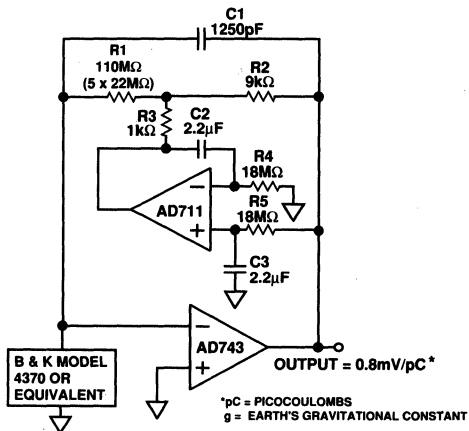 C1
1250pF
R1
110MΩ
(5 x 22MΩ)
R2
9kΩ
R3
1kΩ
C2
2.2µF
R4
18MΩ
−
AD711
+
R5
18MΩ
C3
2.2µF
−
AD743
+
B & K MODEL
4370 OR
EQUIVALENT
OUTPUT = 0.8mV/pC*
*pC = PICOCOULOMBS
g = EARTH'S GRAVITATIONAL CONSTANT